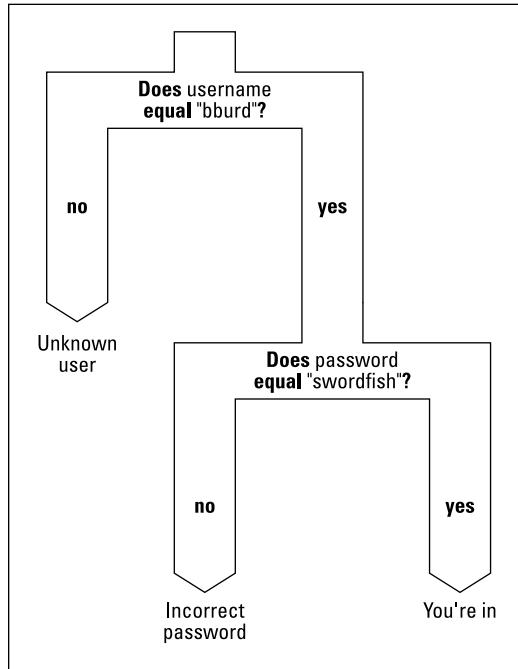 Does username
equal "bburd"?
no
yes
Unknown
user
Does password
equal "swordfish"?
no
yes
Incorrect
password
You're in